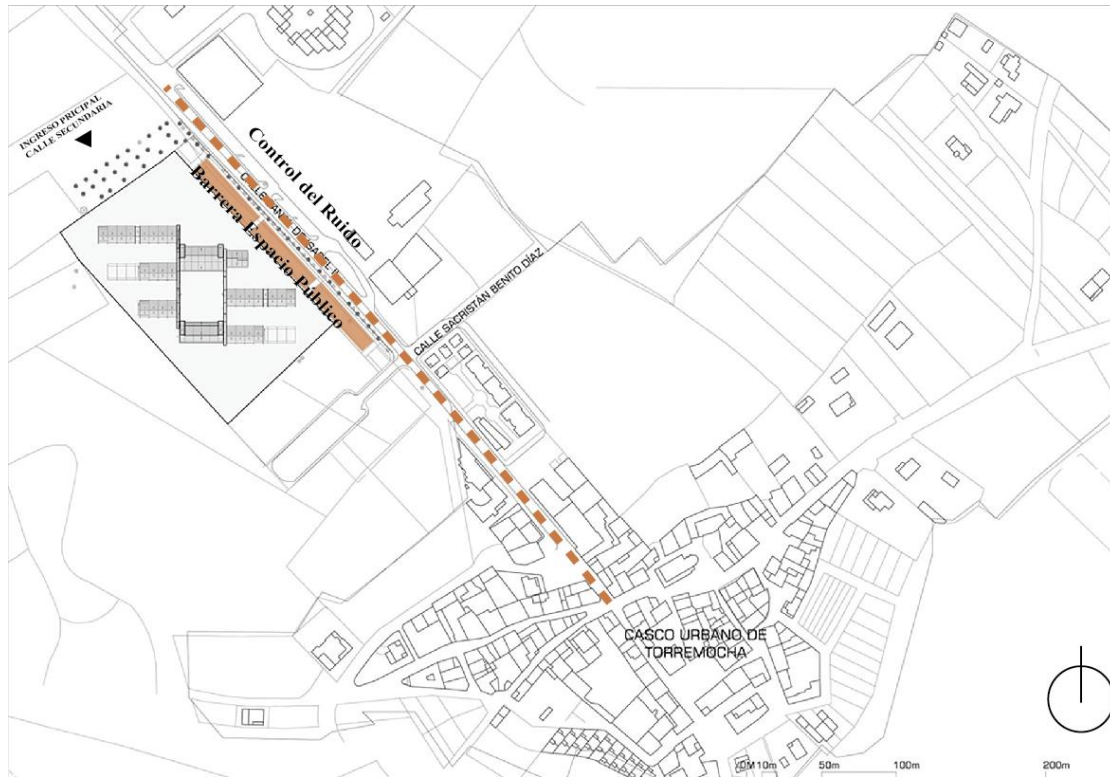 INGRESO PRICIPAL
CALLE SECUNDARIA
Control del Ruido
Barrera Espacio Público
CALLE SACRISTAN BENITO DÍAZ
CASCO URBANO DE
TORREMOCHA
0M 10m 50m 100m 200m